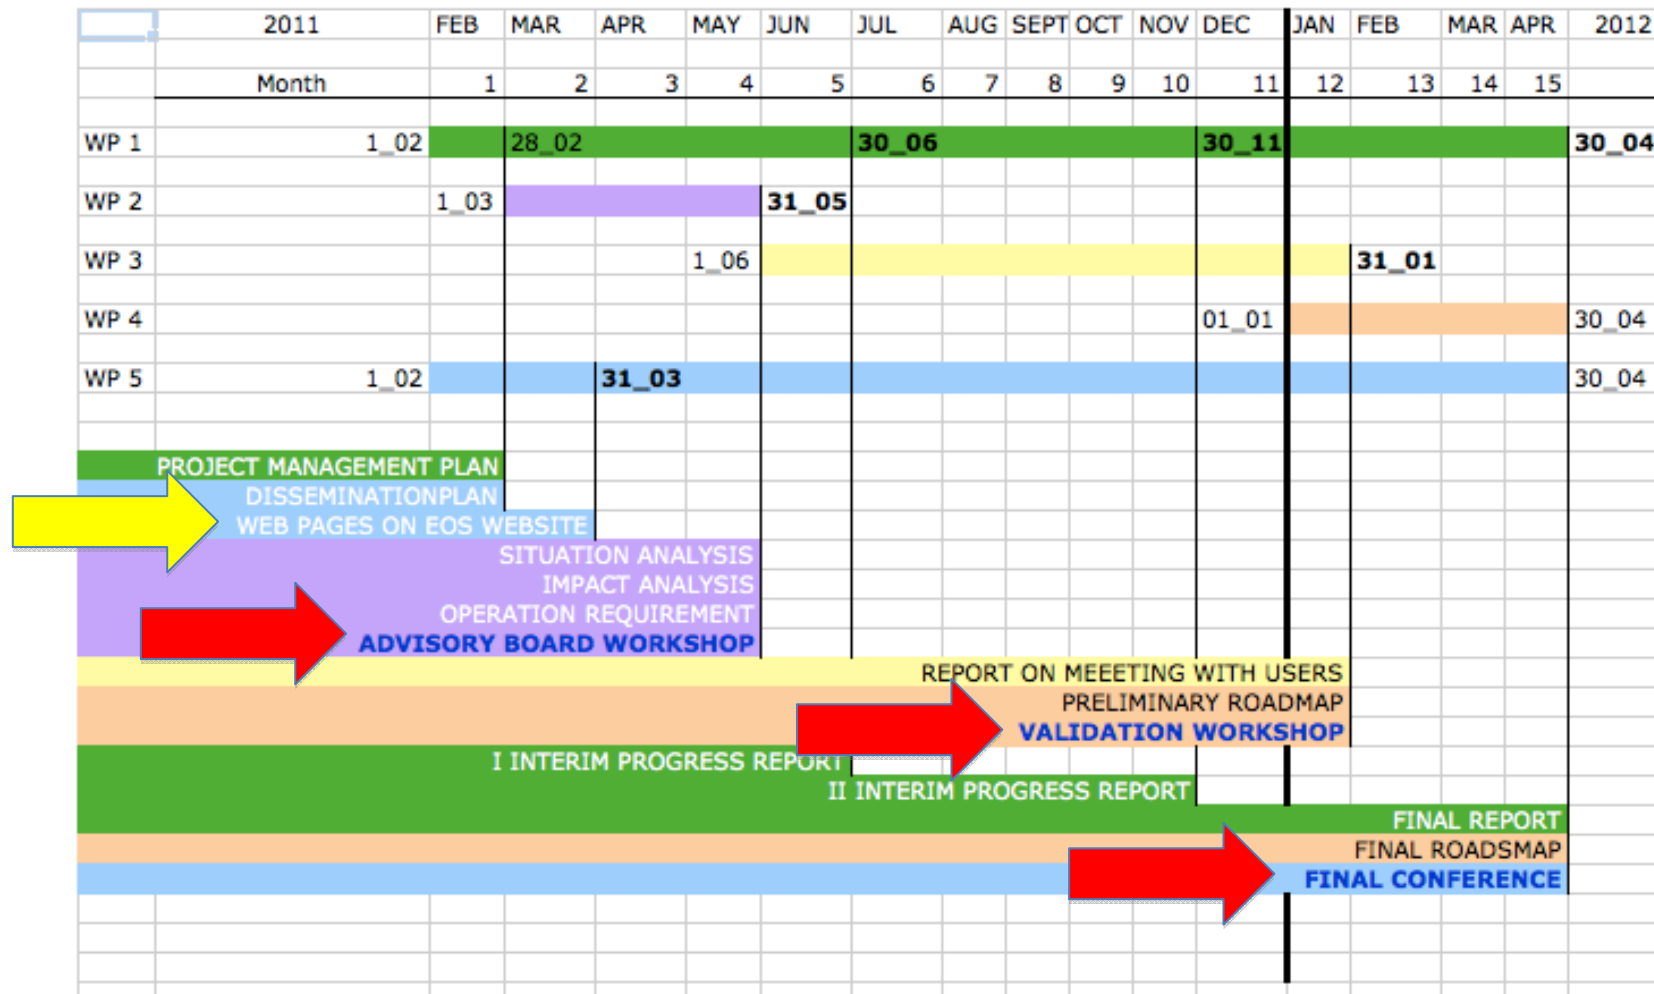 2011 FEB MAR APR MAY JUN JUL AUG SEPT OCT NOV DEC JAN FEB MAR APR 2012
Month 1 2 3 4 5 6 7 8 9 10 11 12 13 14 15
WP 1 1_02 28_02 30_06 30_11 30_04
WP 2 1_03 31_05
WP 3 1_06 31_01
WP 4 01_01 30_04
WP 5 1_02 31_03 30_04
PROJECT MANAGEMENT PLAN
DISSEMINATIONPLAN
WEB PAGES ON EOS WEBSITE
SITUATION ANALYSIS
IMPACT ANALYSIS
OPERATION REQUIREMENT
ADVISORY BOARD WORKSHOP
REPORT ON MEEETING WITH USERS
PRELIMINARY ROADMAP
VALIDATION WORKSHOP
I INTERIM PROGRESS REPORT
II INTERIM PROGRESS REPORT
FINAL REPORT
FINAL ROADSMAP
FINAL CONFERENCE